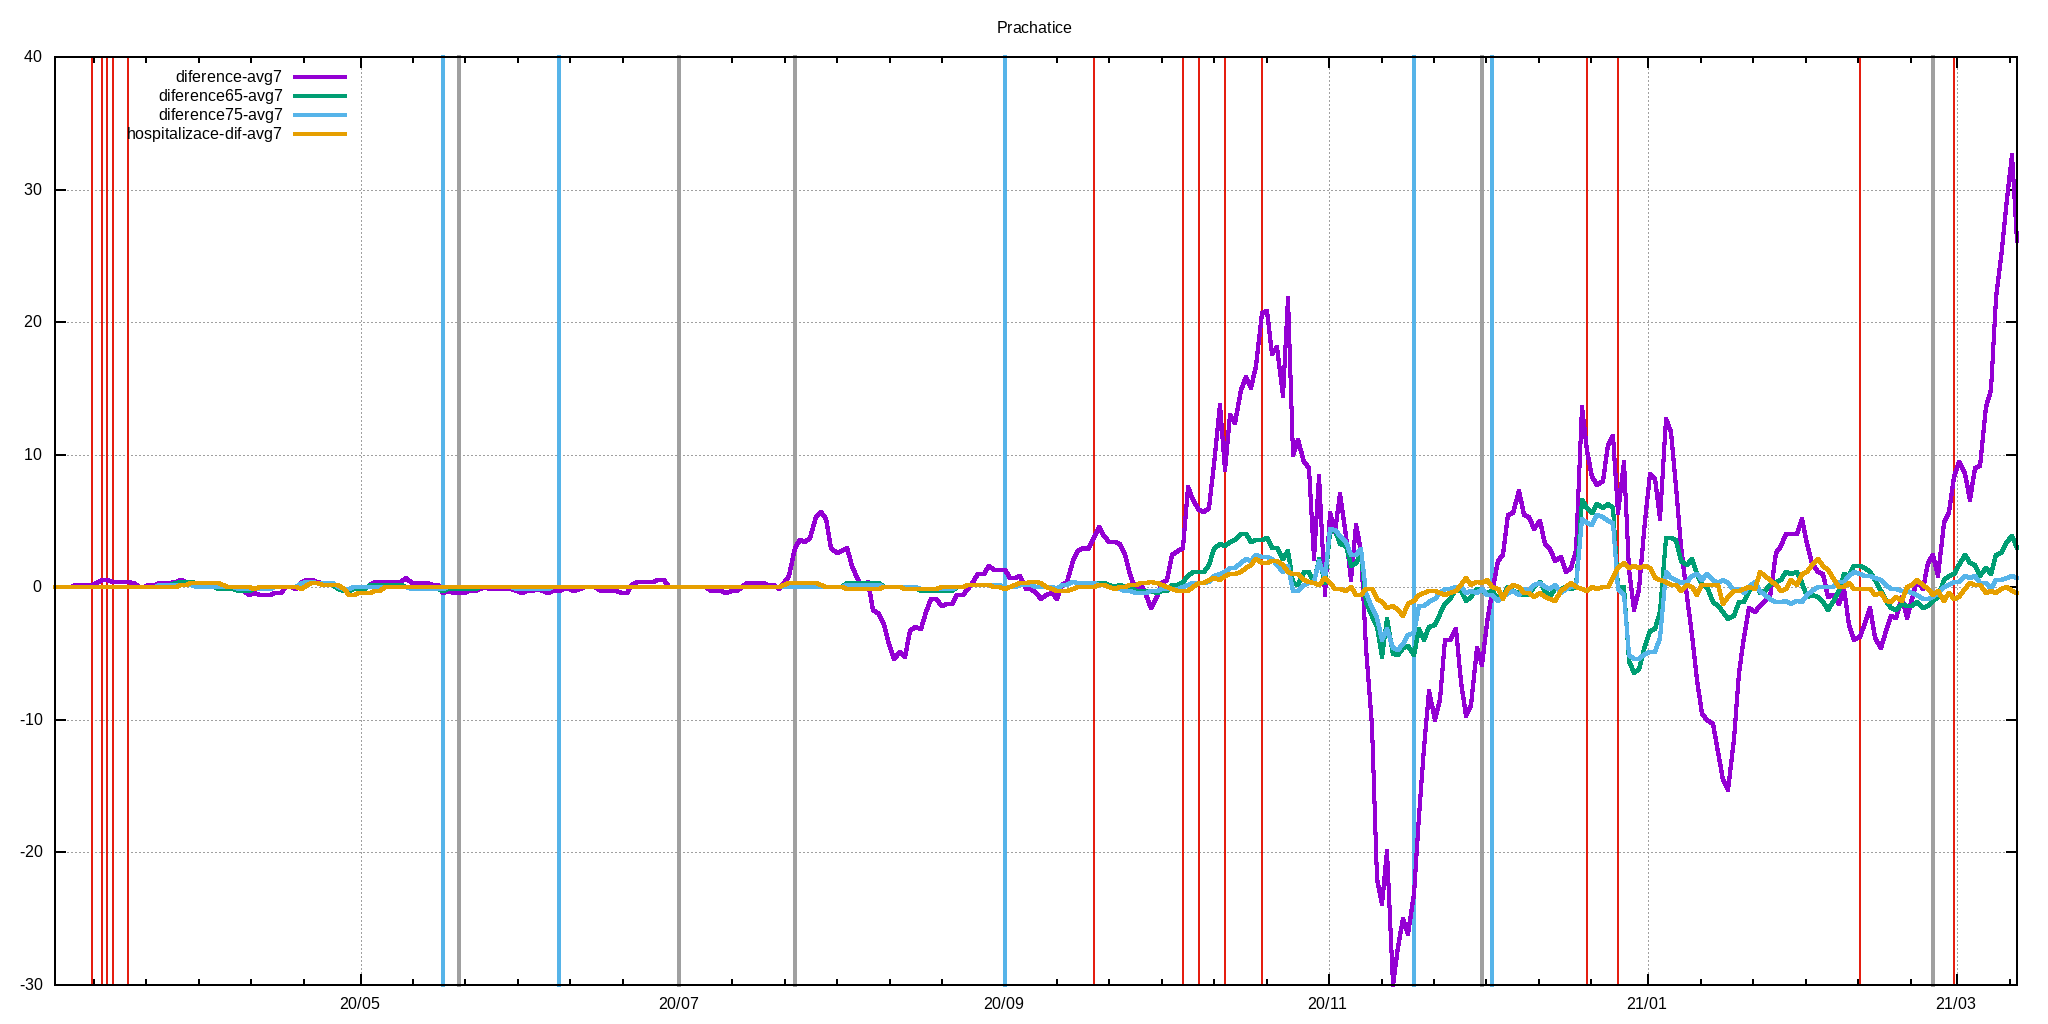 Prachatice
40
diference-avg7
diference65-avg7
diference75-avg7
hospitalizace-dif-avg7
30
20
10
0
-10
-20
-30
20/05 20/07 20/09 20/11 21/01 21/03